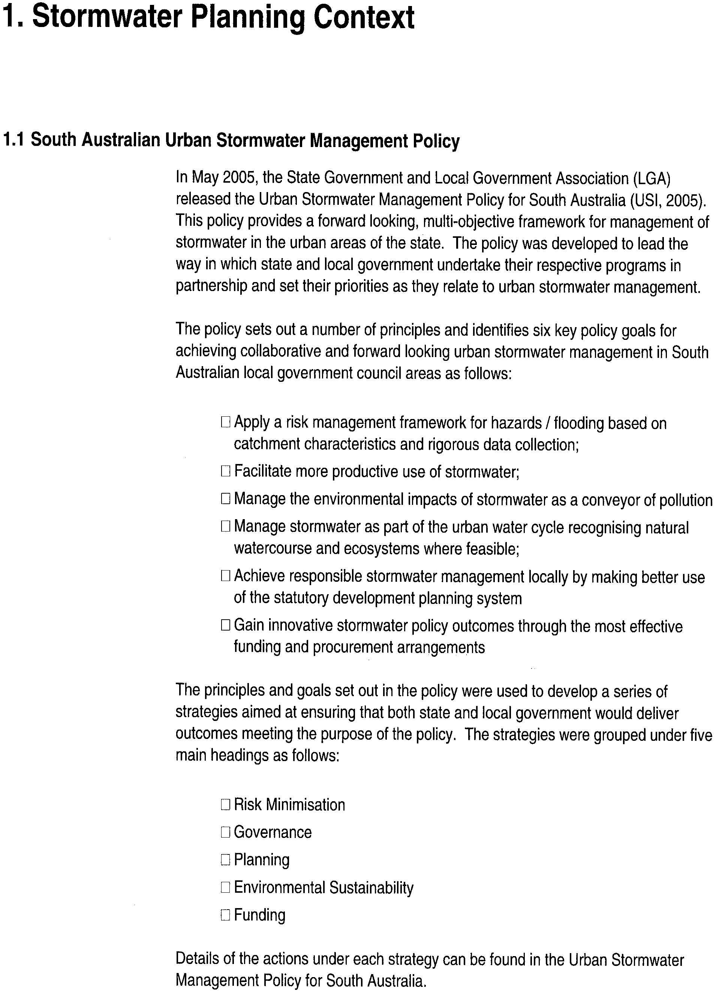 1. Stormwater Planning Context
1.1 South Australian Urban Stormwater Management Policy
In May 2005, the State Government and Local Government Association (LGA)
released the Urban Stormwater Management Policy for South Australia (USI, 2005).
This policy provides a forward looking, multi-objective framework for management of
stormwater in the urban areas of the state.  The policy was developed to lead the
way in which state and local government undertake their respective programs in
partnership and set their priorities as they relate to urban stormwater management.
The policy sets out a number of principles and identifies six key policy goals for
achieving collaborative and forward looking urban stormwater management in South
Australian local government council areas as follows:
□ Apply a risk management framework for hazards / flooding based on
catchment characteristics and rigorous data collection;
□ Facilitate more productive use of stormwater;
□ Manage the environmental impacts of stormwater as a conveyor of pollution
□ Manage stormwater as part of the urban water cycle recognising natural
watercourse and ecosystems where feasible;
□ Achieve responsible stormwater management locally by making better use
of the statutory development planning system
□ Gain innovative stormwater policy outcomes through the most effective
funding and procurement arrangements
The principles and goals set out in the policy were used to develop a series of
strategies aimed at ensuring that both state and local government would deliver
outcomes meeting the purpose of the policy.  The strategies were grouped under five
main headings as follows:
□ Risk Minimisation
□ Governance
□ Planning
□ Environmental Sustainability
□ Funding
Details of the actions under each strategy can be found in the Urban Stormwater
Management Policy for South Australia.